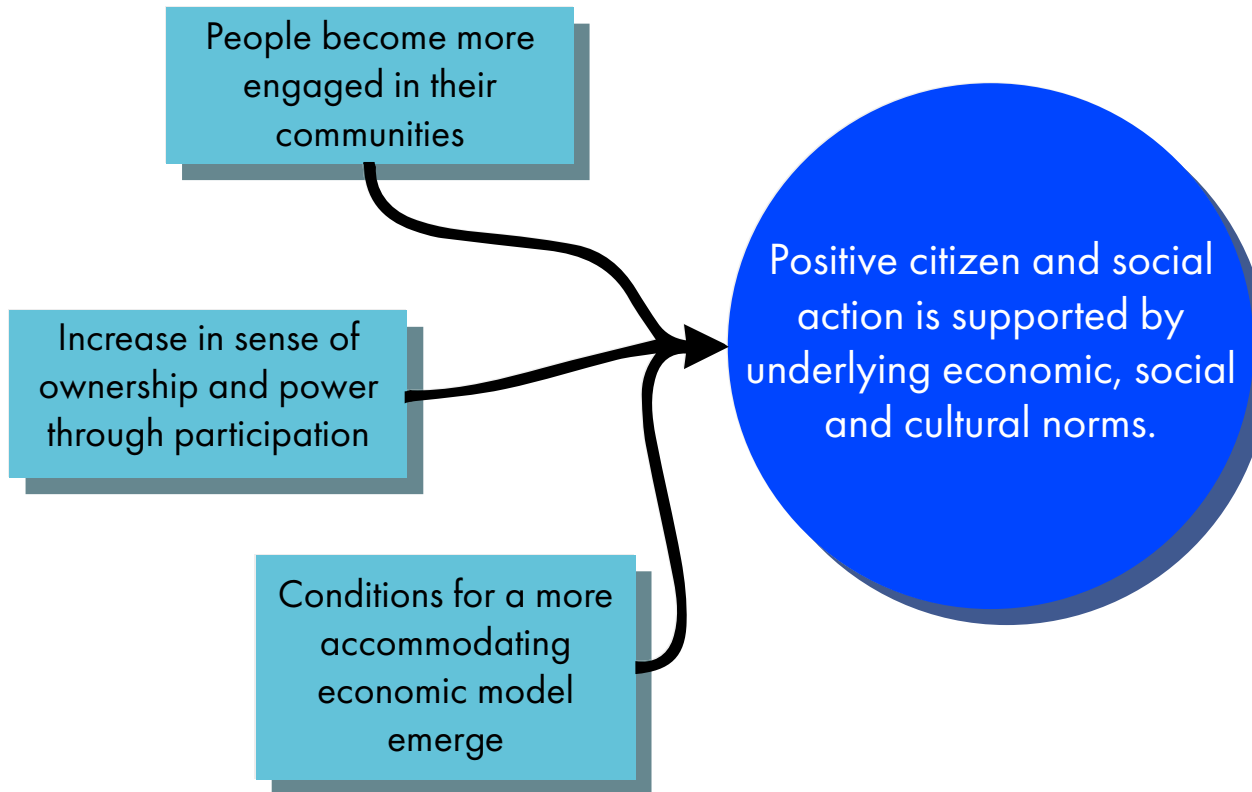 People become more
engaged in their
communities
Increase in sense of
ownership and power
through participation
Conditions for a more
accommodating
economic model
emerge
Positive citizen and social
action is supported by
underlying economic, social
and cultural norms.